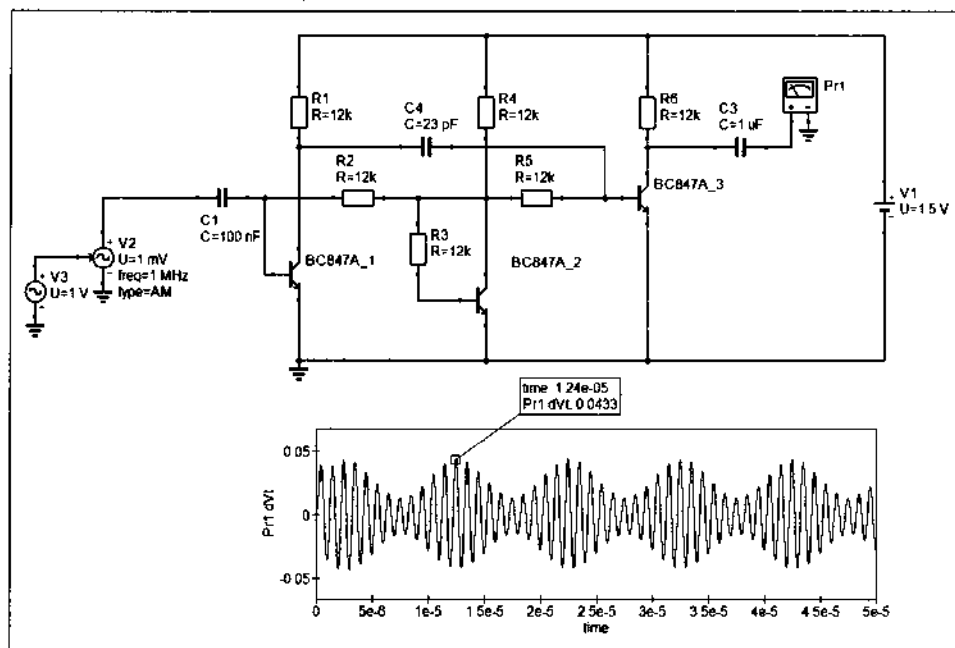 R1
R=12k
C4
C=23 pF
R4
R=12k
R6
R=12k
C3
C=1 uF
Pr1
R2
R=12k
R5
R=12k
BC847A_3
V1
U=1.5 V
C1
C=100 nF
R3
R=12k
V2
U=1 mV
freq=1 MHz
type=AM
BC847A_1
BC847A_2
V3
U=1 V
time 1.24e-05
Pr1 dVt. 0.0433
Pr1 dVt
0.05
0
-0.05
0 5e-6 1e-5 1.5e-5 2e-5 2.5e-5 3e-5 3.5e-5 4e-5 4.5e-5 5e-5
time